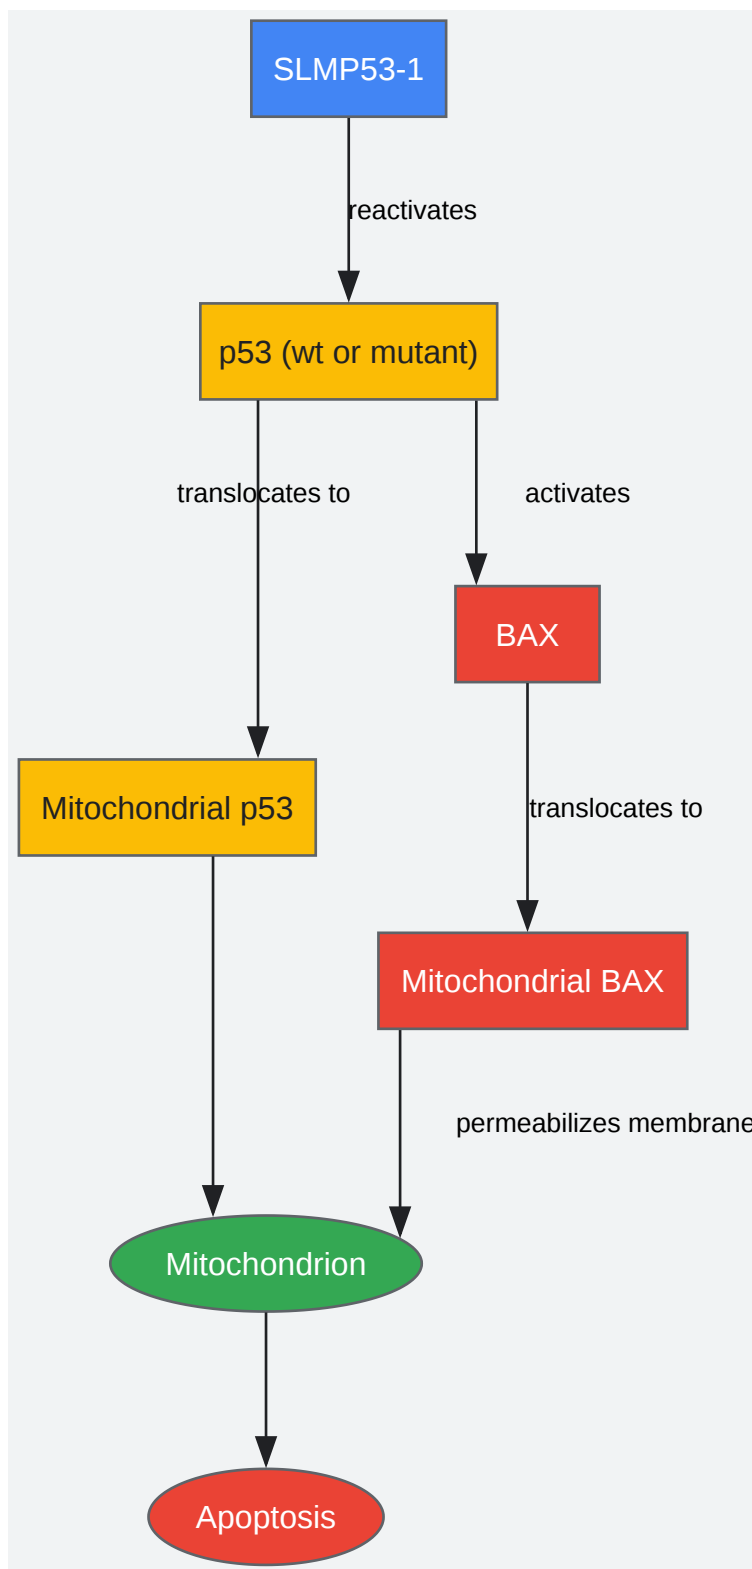 SLMP53-1
reactivates
p53 (wt or mutant)
translocates to
activates
BAX
Mitochondrial p53
translocates to
Mitochondrial BAX
permeabilizes membrane
Mitochondrion
Apoptosis